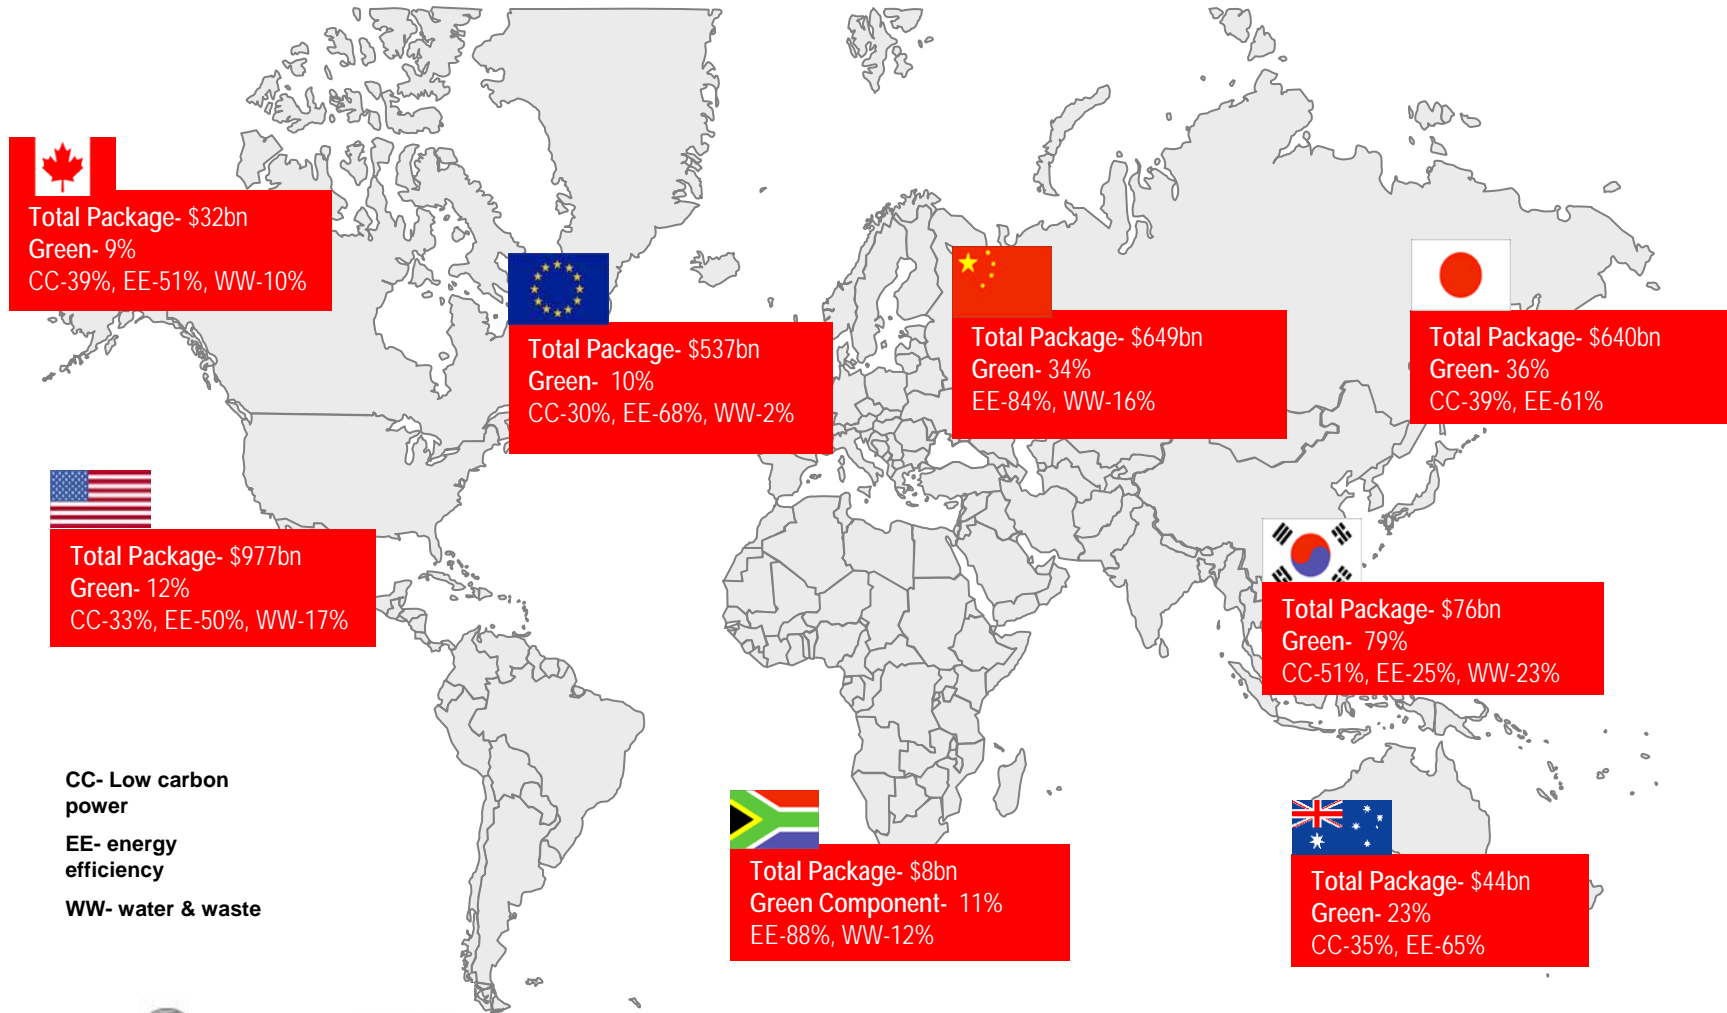 Total Package- $32bn
Green- 9%
CC-39%, EE-51%, WW-10%
Total Package- $537bn
Green-  10%
CC-30%, EE-68%, WW-2%
Total Package- $649bn
Green- 34%
EE-84%, WW-16%
Total Package- $640bn
Green- 36%
CC-39%, EE-61%
Total Package- $977bn
Green- 12%
CC-33%, EE-50%, WW-17%
Total Package- $76bn
Green-  79%
CC-51%, EE-25%, WW-23%
CC- Low carbon
power
EE- energy
efficiency
WW- water & waste
Total Package- $8bn
Green Component-  11%
EE-88%, WW-12%
Total Package- $44bn
Green- 23%
CC-35%, EE-65%